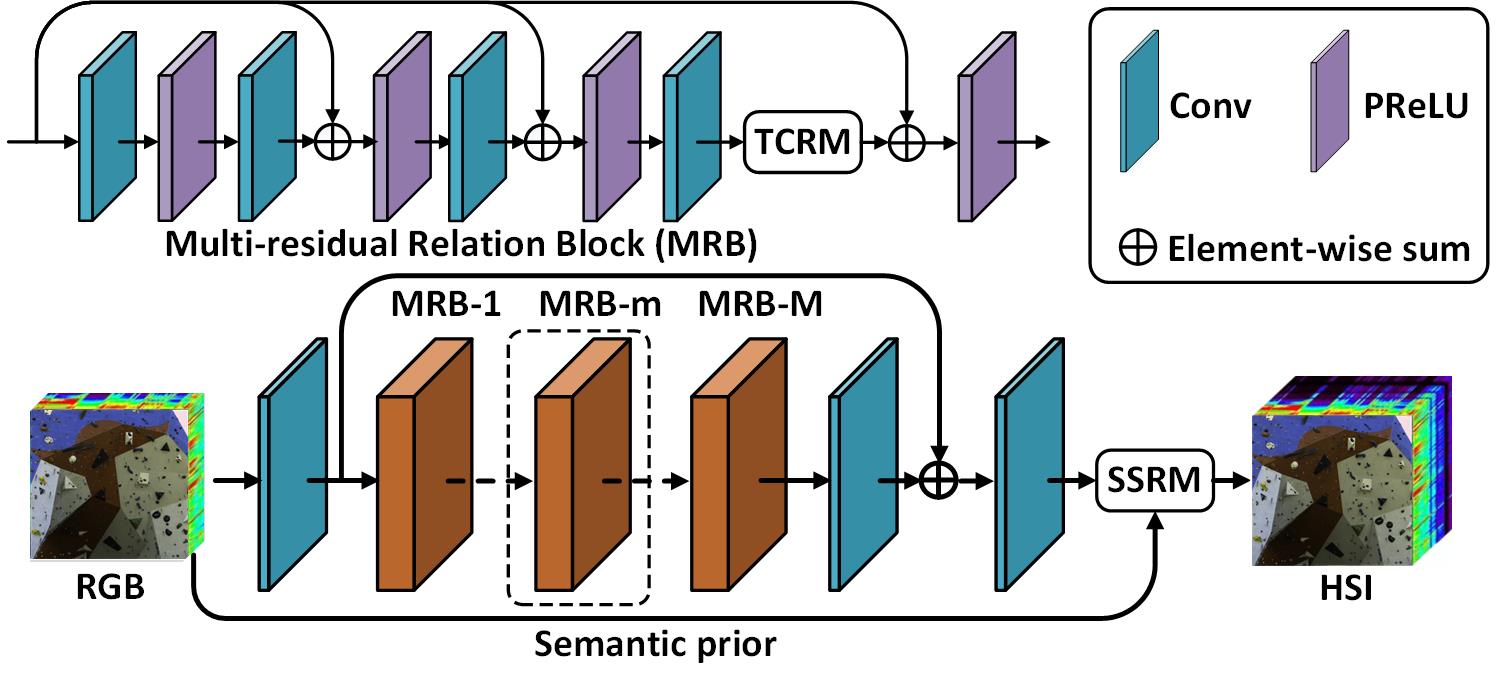 TCRM
Conv
PReLU
Element-wise sum
Multi-residual Relation Block (MRB)
MRB-1
MRB-m
MRB-M
SSRM
RGB
HSI
Semantic prior